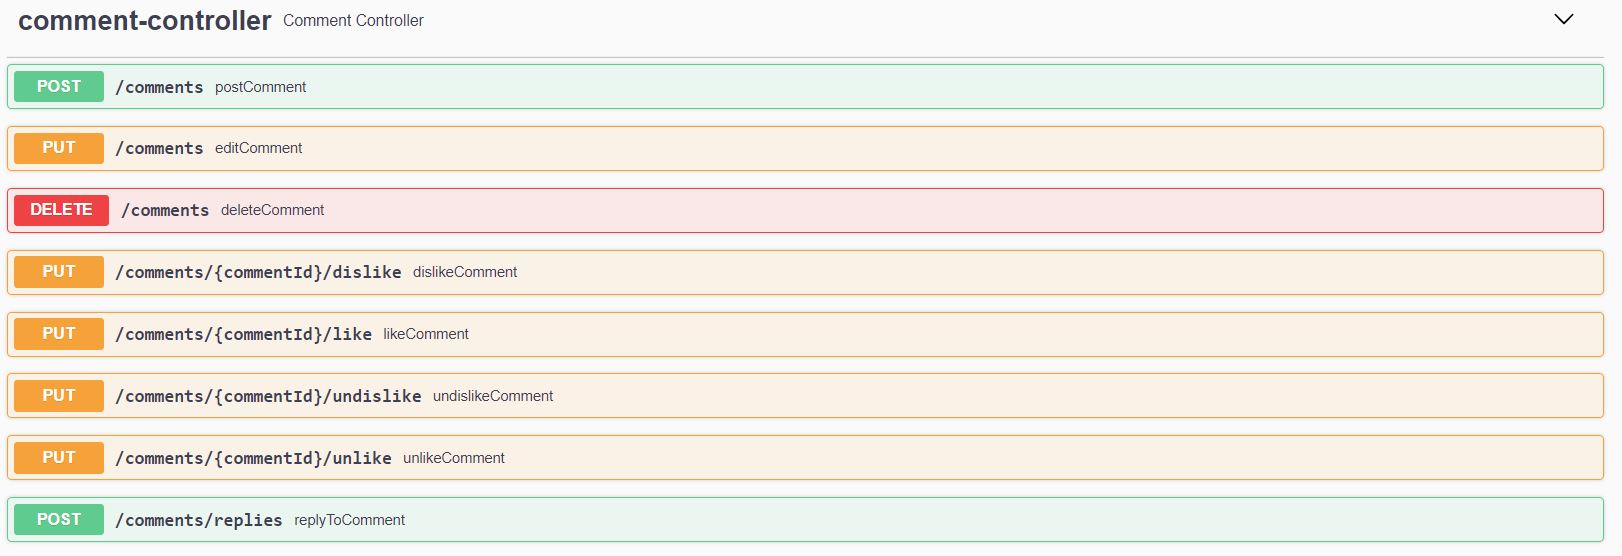 comment-controller Comment Controller
POST /comments postComment
PUT /comments editComment
DELETE /comments deleteComment
PUT /comments/{commentId}/dislike dislikeComment
PUT /comments/{commentId}/like likeComment
PUT /comments/{commentId}/undislike undislikeComment
PUT /comments/{commentId}/unlike unlikeComment
POST /comments/replies replyToComment